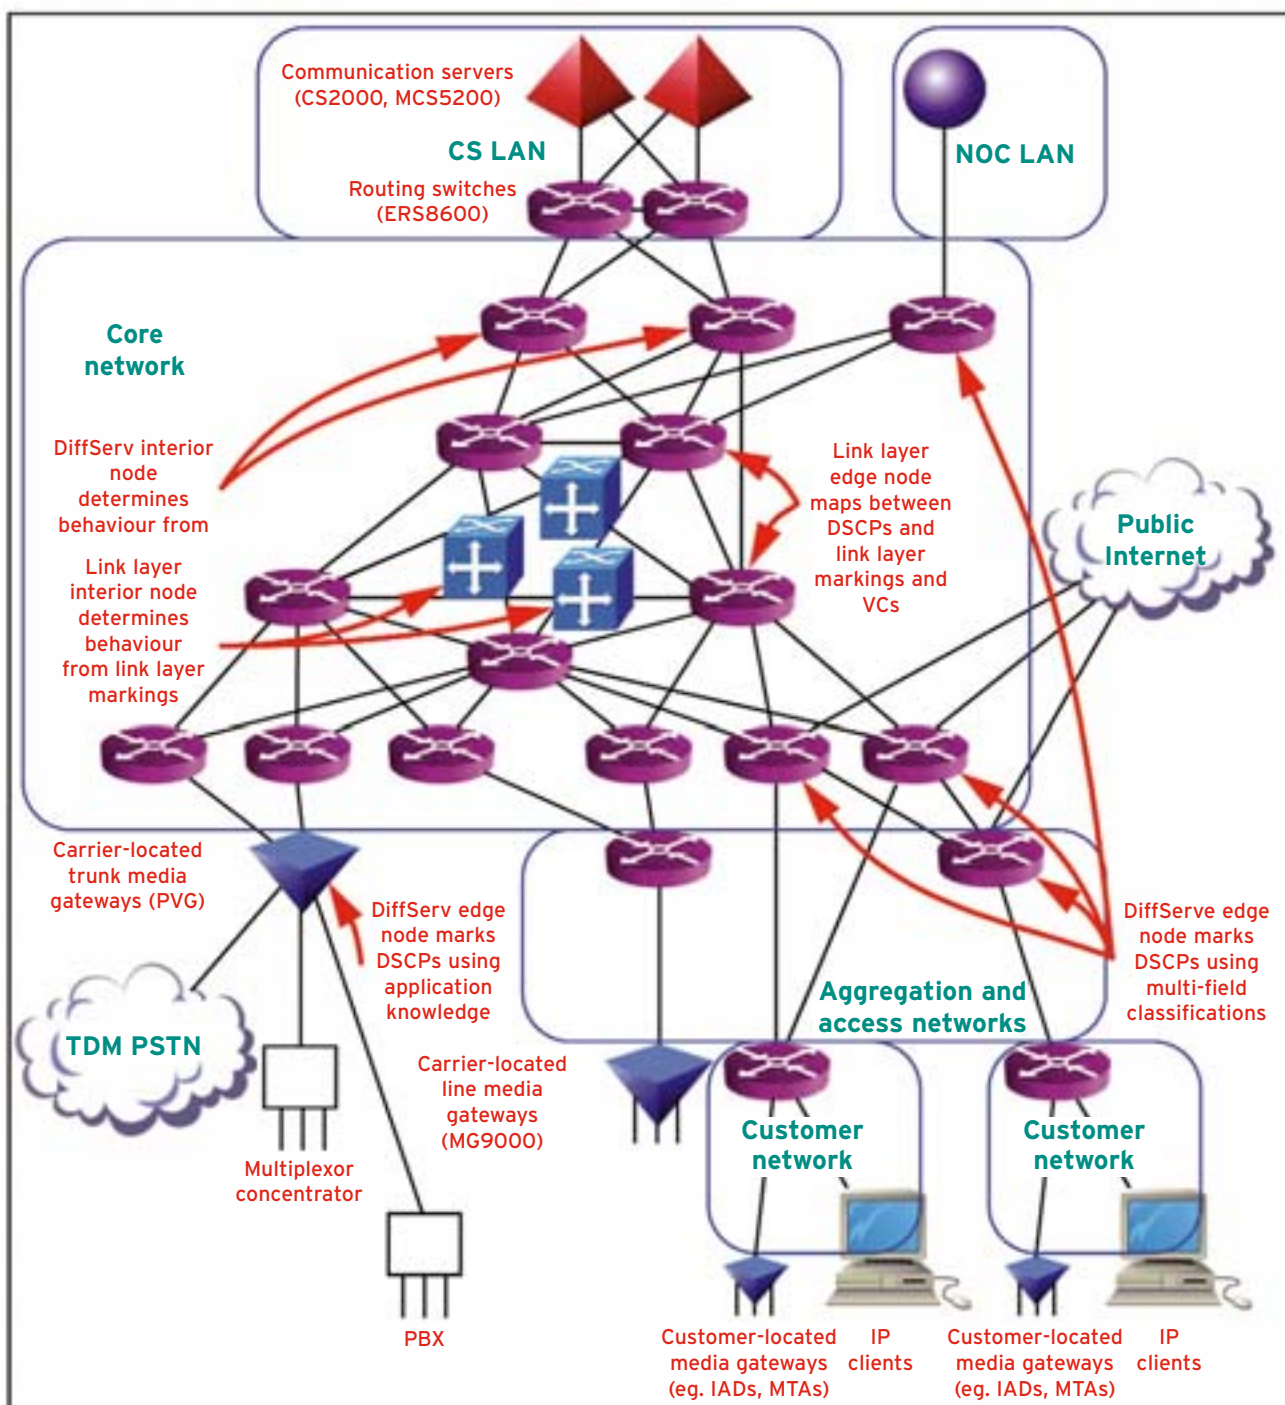 Communication servers
(CS2000, MCS5200)
CS LAN
NOC LAN
Routing switches
(ERS8600)
Core
network
DiffServ interior
node
determines
behaviour from
Link layer
edge node
maps between
DSCPs and
link layer
markings and
VCs
Public
Internet
Link layer
interior node
determines
behaviour
from link layer
markings
Carrier-located
trunk media
gateways (PVG)
DiffServ edge
node marks
DSCPs using
application
knowledge
DiffServe edge
node marks
DSCPs using
multi-field
classifications
Aggregation and
access networks
TDM PSTN
Carrier-located
line media
gateways
(MG9000)
Customer
network
Customer
network
Multiplexor
concentrator
PBX
Customer-located
media gateways
(eg. IADs, MTAs)
IP
clients
Customer-located
media gateways
(eg. IADs, MTAs)
IP
clients